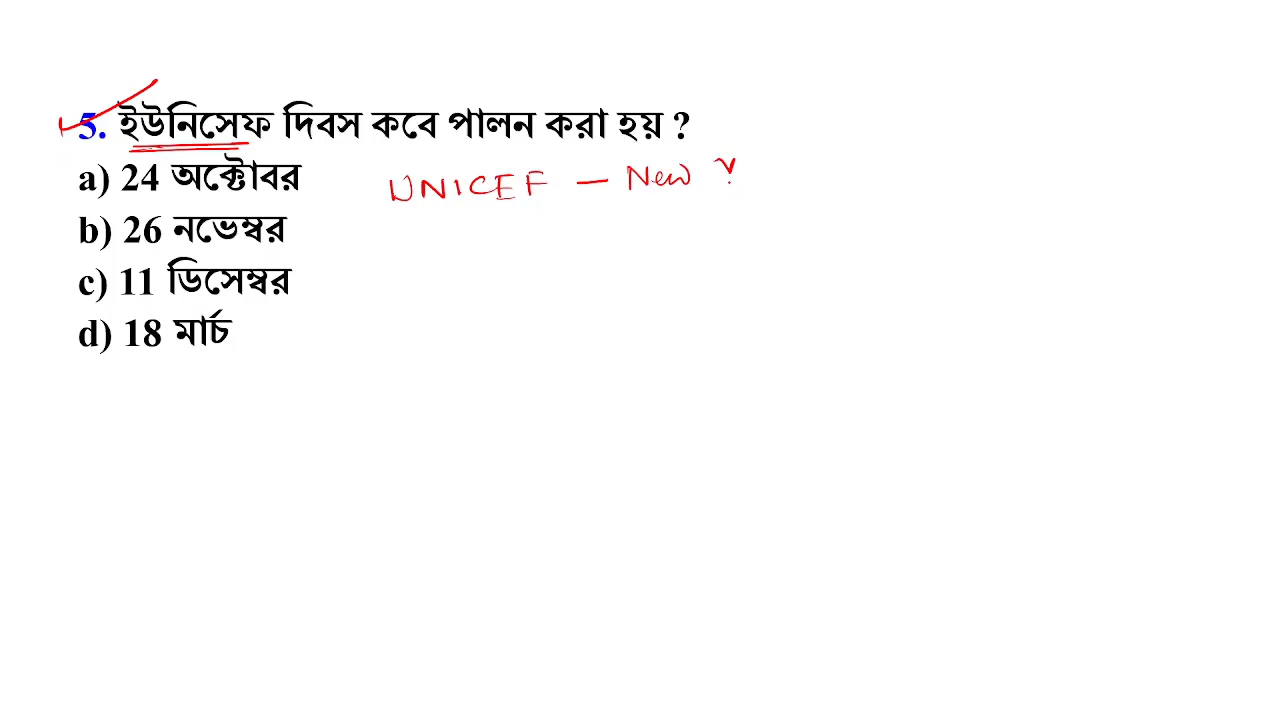 5. ইউনিসেফ দিবস কবে পালন করা হয় ?
a) 24 অক্টোবর
UNICEF – New
b) 26 নভেম্বর
c) 11 ডিসেম্বর
d) 18 মার্চ